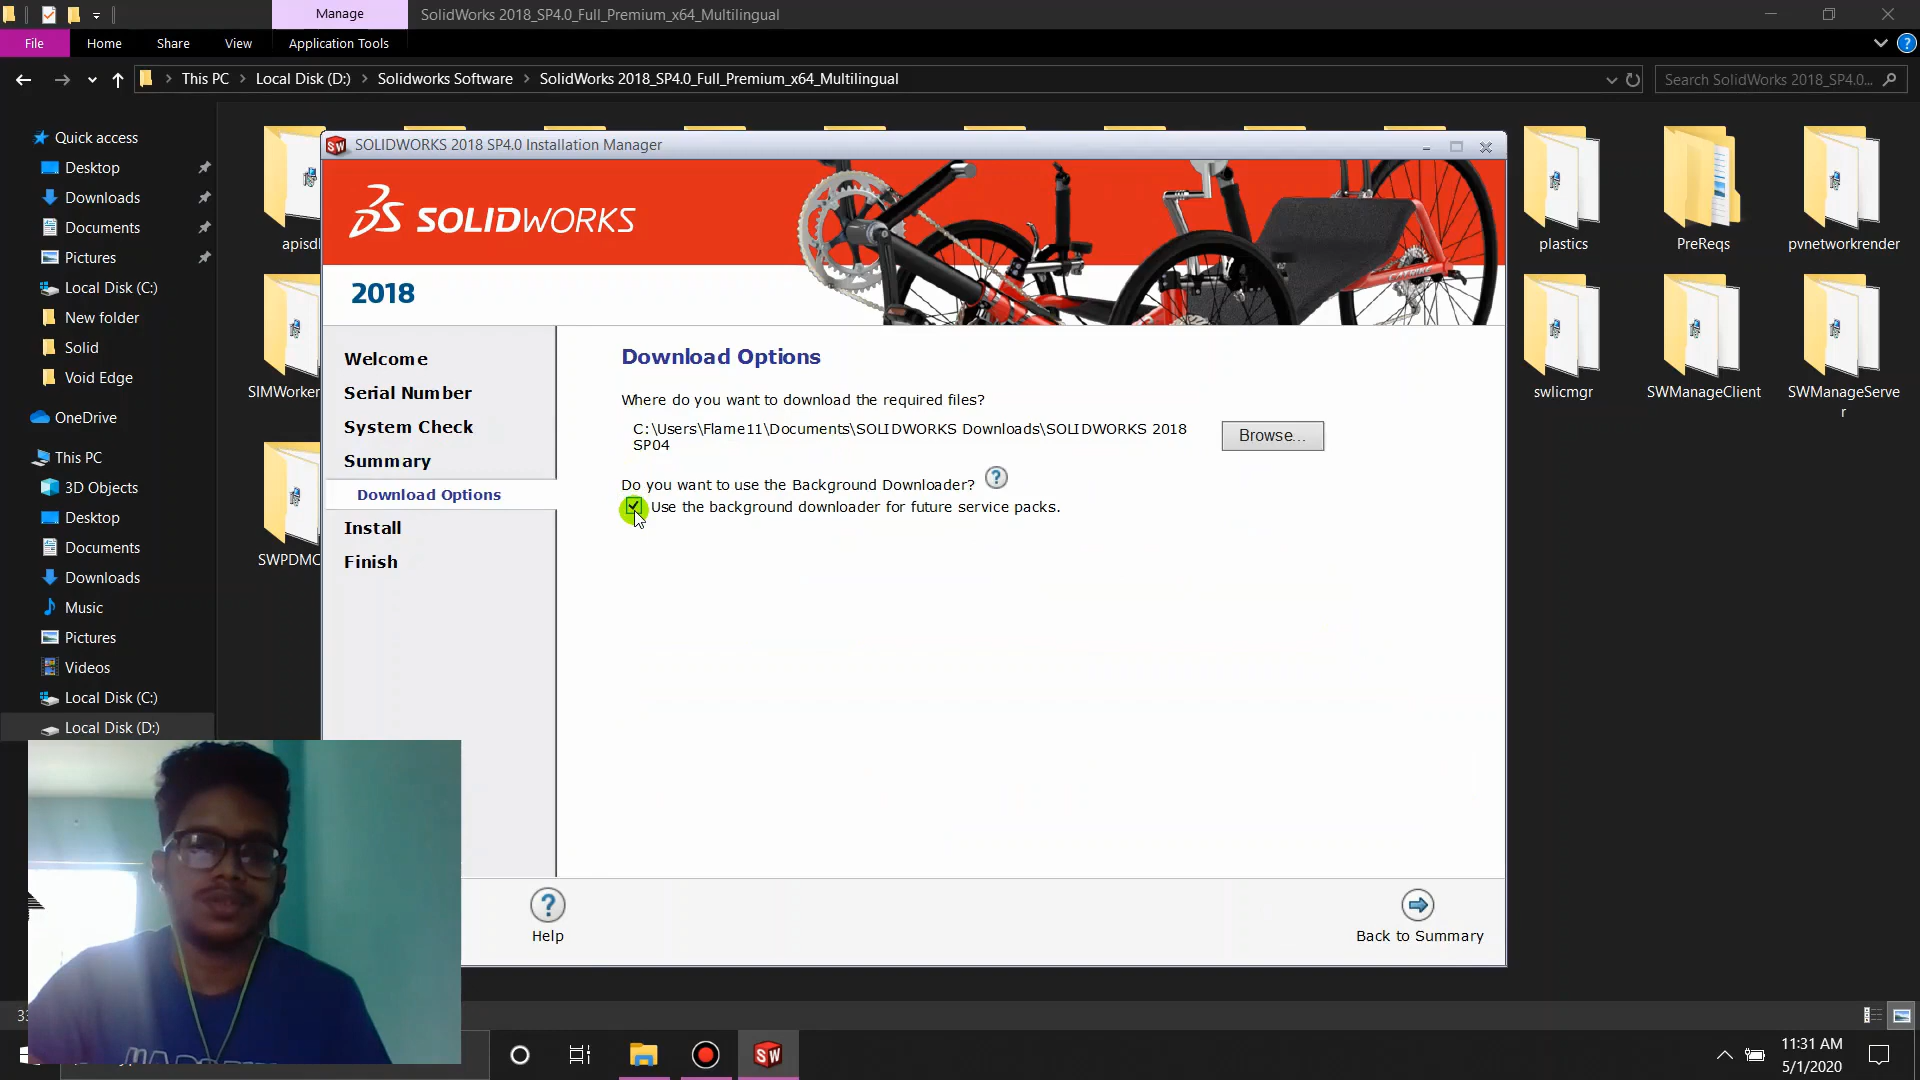 Manage
SolidWorks 2018_SP4.0_Full_Premium_x64_Multilingual
File
Home
Share
View
Application Tools
This PC
Local Disk (D:)
Solidworks Software
SolidWorks 2018_SP4.0_Full_Premium_x64_Multilingual
Search SolidWorks 2018_SP4.0...
Quick access
Desktop
Downloads
Documents
Pictures
Local Disk (C:)
New folder
Solid
Void Edge
OneDrive
This PC
3D Objects
Desktop
Documents
Downloads
Music
Pictures
Videos
Local Disk (C:)
Local Disk (D:)
plastics
PreReqs
pvnetworkrender
swlicmgr
SWManageClient
SWManageServe
r
SOLIDWORKS 2018 SP4.0 Installation Manager
SOLIDWORKS
CATRIKE
2018
Welcome
Serial Number
System Check
Summary
Download Options
Install
Finish
Download Options
Where do you want to download the required files?
C:\Users\Flame11\Documents\SOLIDWORKS Downloads\SOLIDWORKS 2018
SP04
Browse...
Do you want to use the Background Downloader?
?
Use the background downloader for future service packs.
?
Help
Back to Summary
SW
11:31 AM
5/1/2020